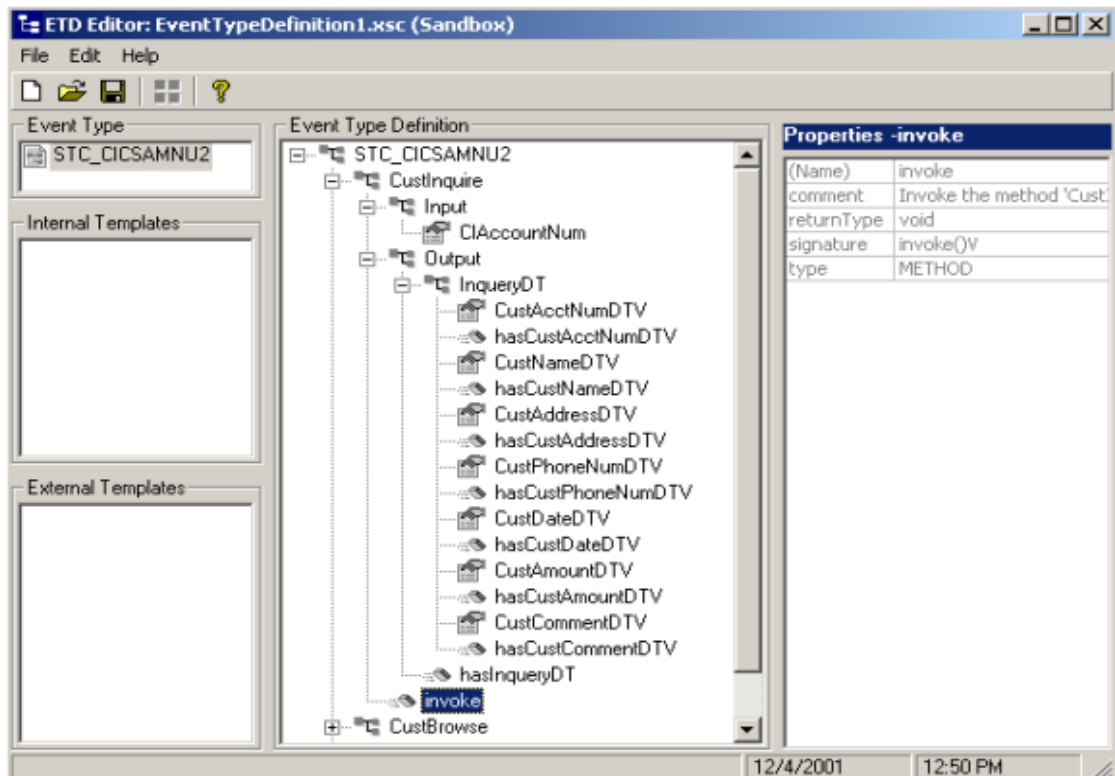 ETD Editor: EventTypeDefinition1.xsc (Sandbox)
File Edit Help
Event Type
STC_CICSAMNU2
Internal Templates
External Templates
Event Type Definition
STC_CICSAMNU2
CustInquire
Input
CIAccountNum
Output
InqueryDT
CustAcctNumDTV
hasCustAcctNumDTV
CustNameDTV
hasCustNameDTV
CustAddressDTV
hasCustAddressDTV
CustPhoneNumDTV
hasCustPhoneNumDTV
CustDateDTV
hasCustDateDTV
CustAmountDTV
hasCustAmountDTV
CustCommentDTV
hasCustCommentDTV
hasInqueryDT
invoke
CustBrowse
Properties -invoke
(Name) invoke
comment Invoke the method 'Cust
returnType void
signature invoke()V
type METHOD
12/4/2001 12:50 PM